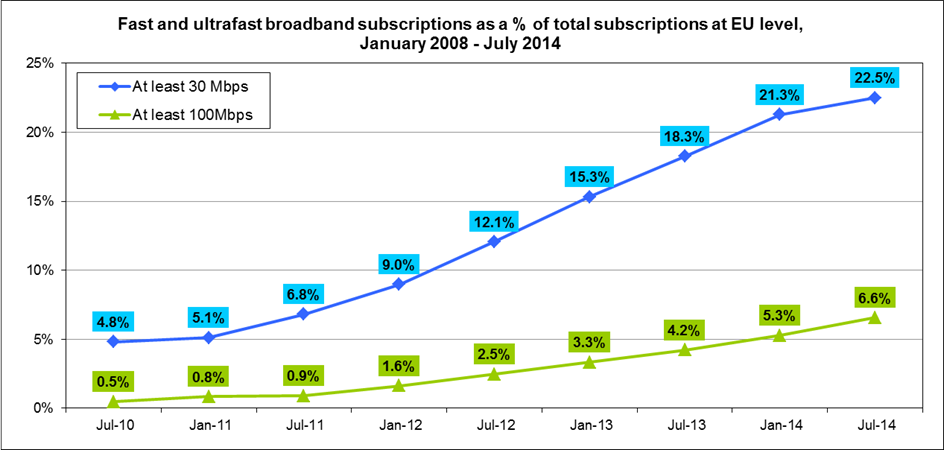 Fast and ultrafast broadband subscriptions as a % of total subscriptions at EU level,
January 2008 - July 2014
25%
20%
15%
10%
5%
0%
At least 30 Mbps
At least 100Mbps
4.8%
5.1%
6.8%
9.0%
12.1%
15.3%
18.3%
21.3%
22.5%
0.5%
0.8%
0.9%
1.6%
2.5%
3.3%
4.2%
5.3%
6.6%
Jul-10
Jan-11
Jul-11
Jan-12
Jul-12
Jan-13
Jul-13
Jan-14
Jul-14